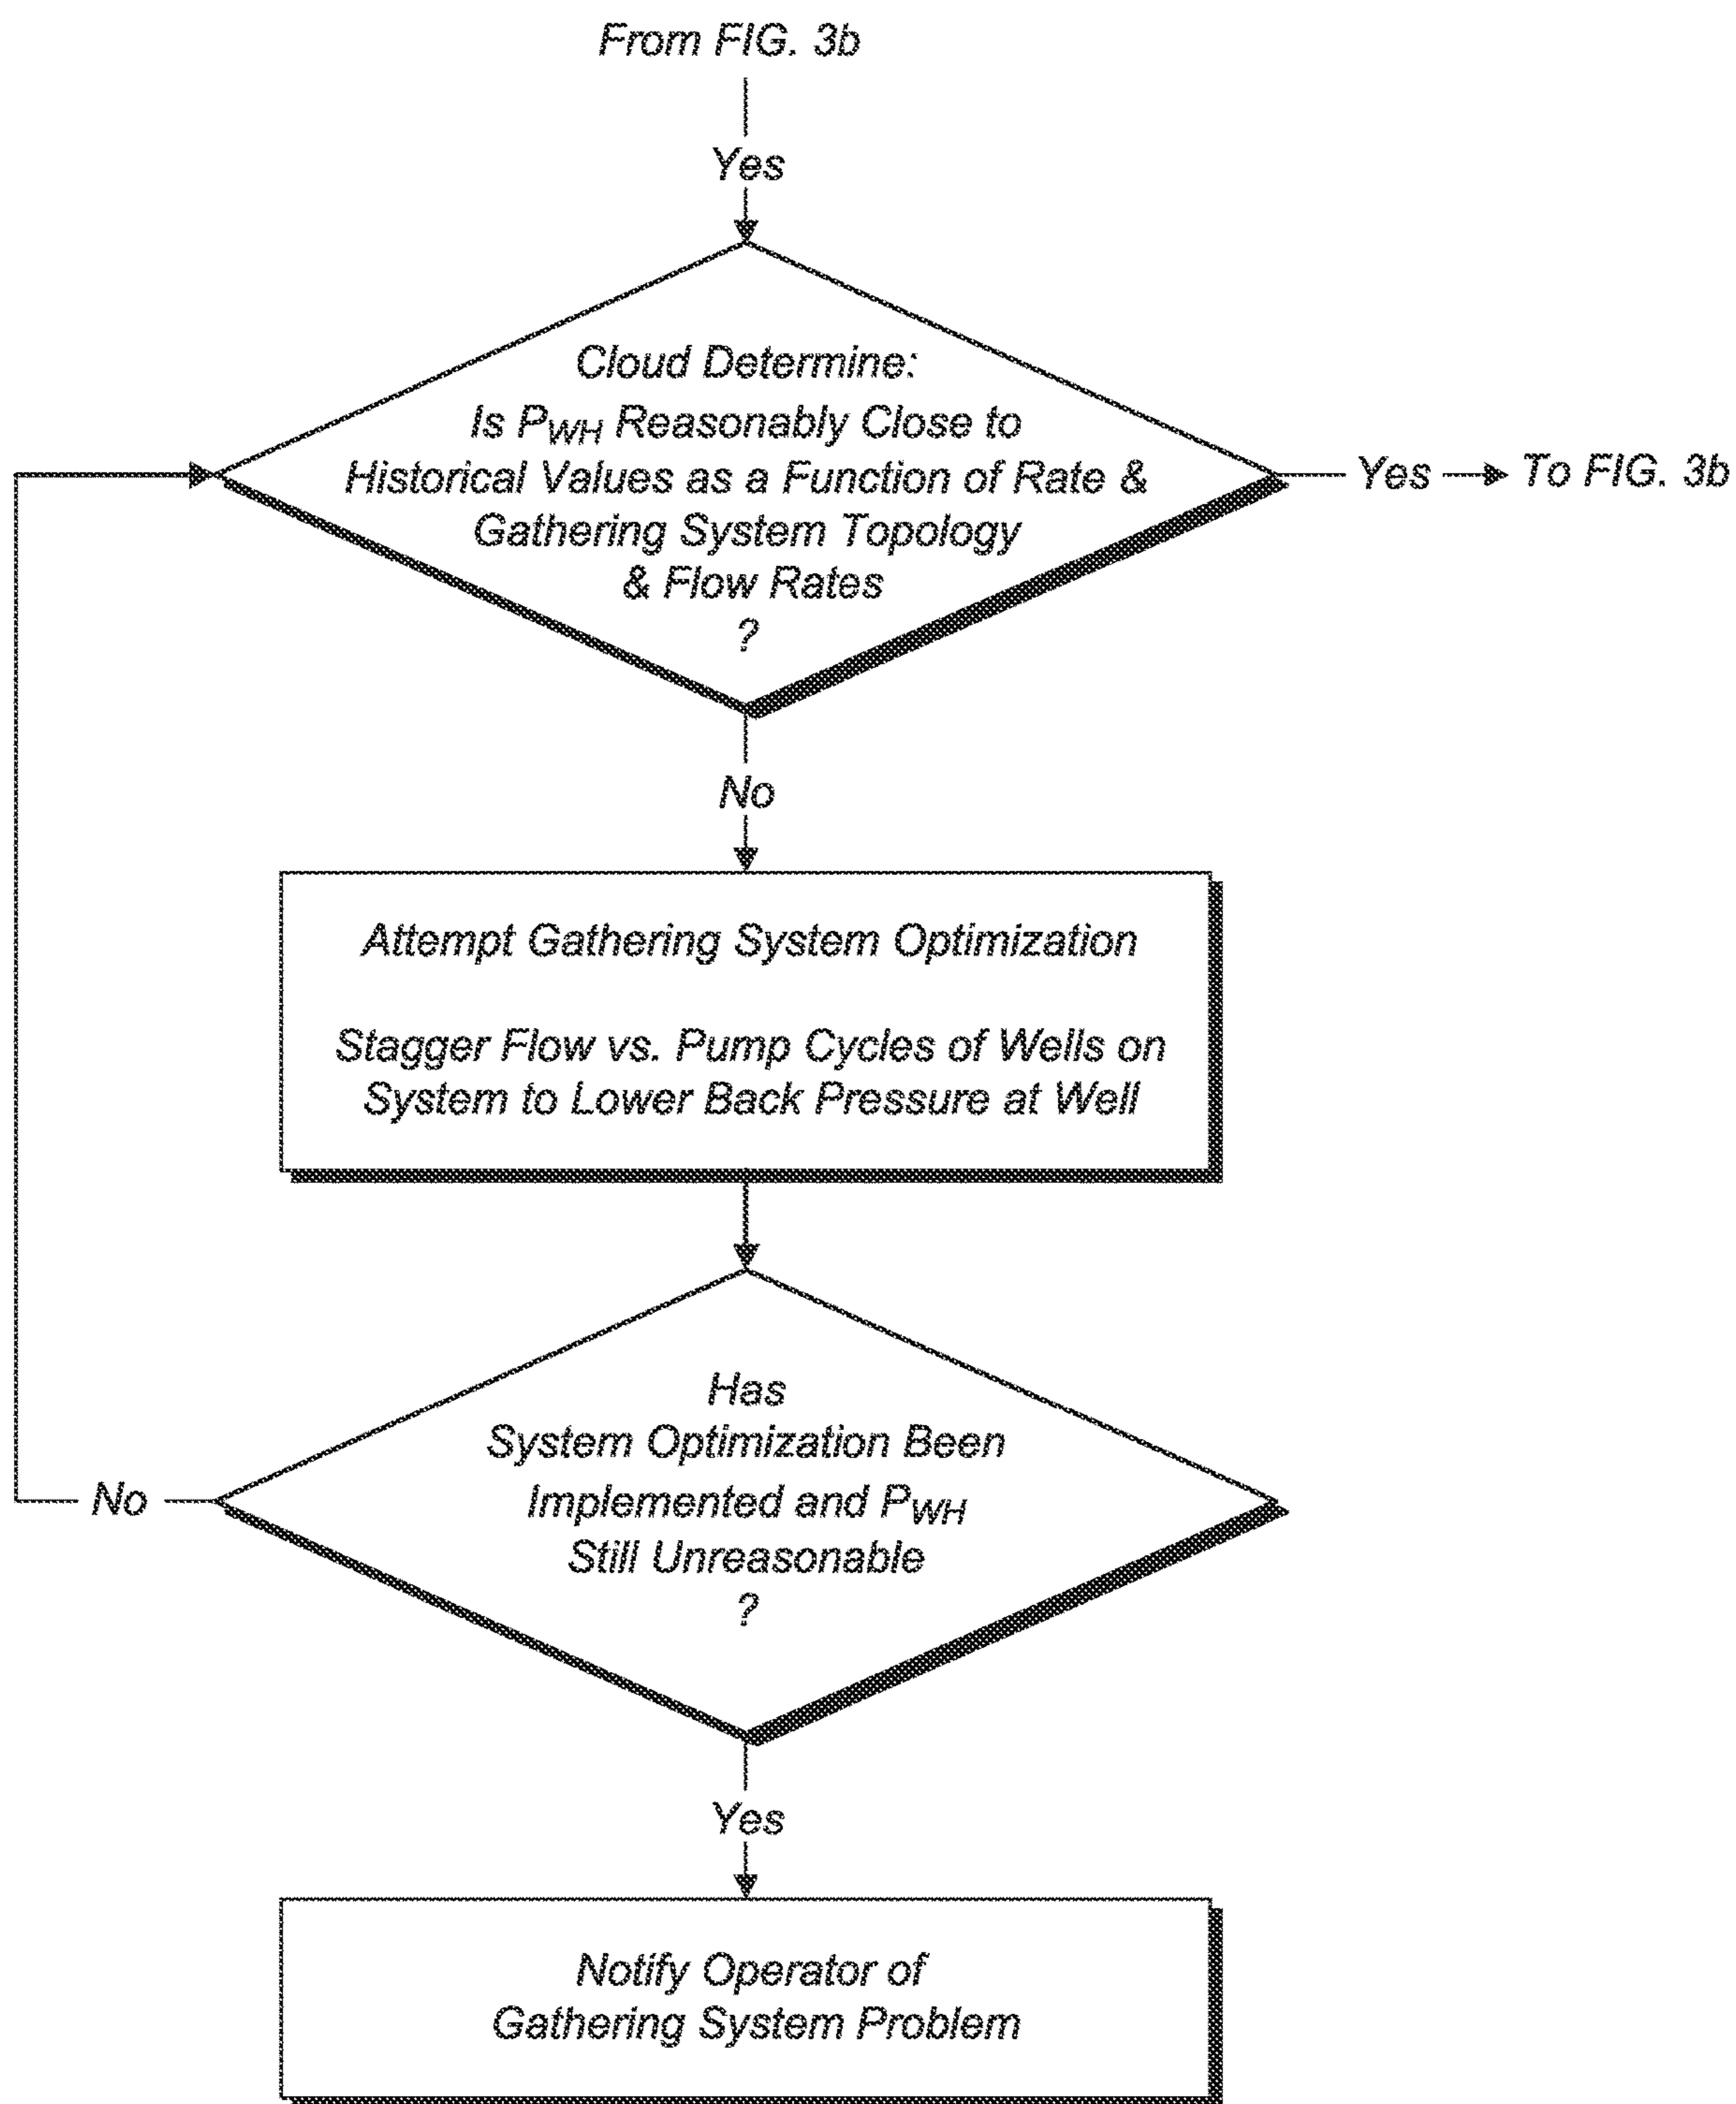 From FIG. 3b
Yes
Cloud Determine:
Is PWH Reasonably Close to
Historical Values as a Function of Rate &
Gathering System Topology
& Flow Rates
?
Yes
To FIG. 3b
No
Attempt Gathering System Optimization
Stagger Flow vs. Pump Cycles of Wells on
System to Lower Back Pressure at Well
Has
System Optimization Been
Implemented and PWH
Still Unreasonable
?
No
Yes
Notify Operator of
Gathering System Problem